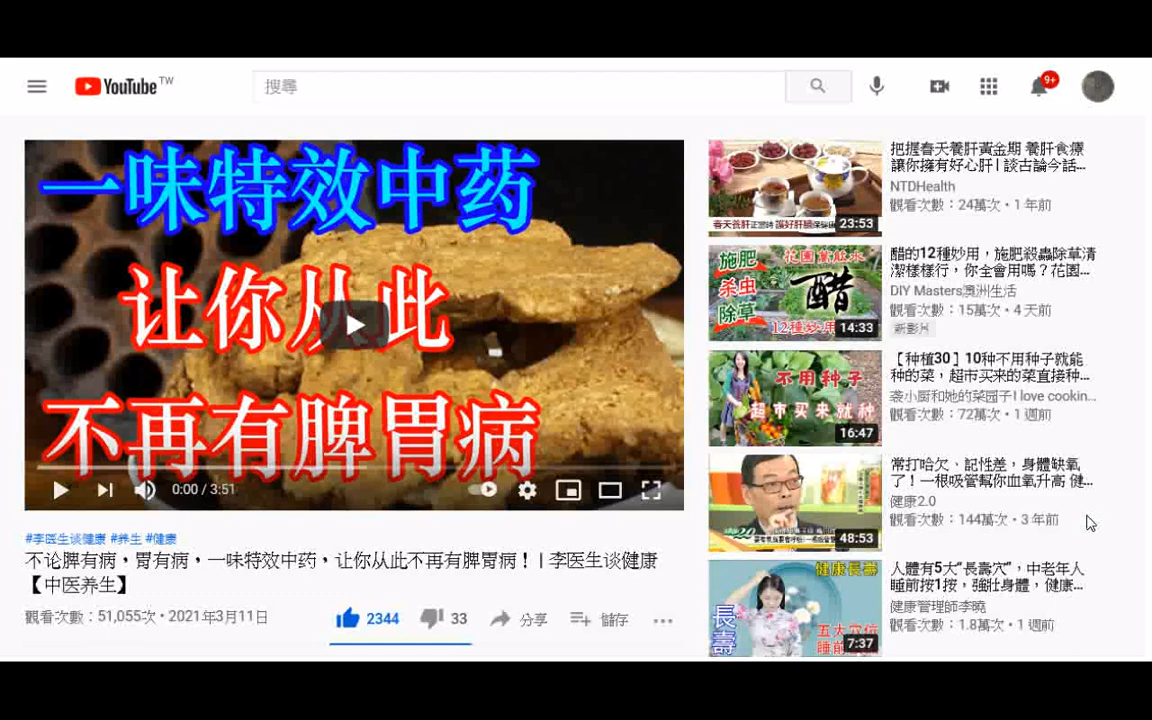 YouTube TW
搜尋
9+
一味特效中药
让你从此
不再有脾胃病
0:00 / 3:51
#李医生谈健康 #养生 #健康
不论脾有病，胃有病，一味特效中药，让你从此不再有脾胃病！ | 李医生谈健康
【中医养生】
觀看次數：51,055次 • 2021年3月11日
2344
33
分享
儲存
春天養肝正當時
23:53
把握春天養肝黃金期 養肝食療
讓你擁有好心肝 | 談古論今話...
NTDHealth
觀看次數：24萬次 • 1 年前
施肥
杀虫
除草
醋
12種妙用
14:33
醋的12種妙用，施肥殺蟲除草清
潔樣樣行，你全會用嗎？花園...
DIY Masters澳洲生活
觀看次數：15萬次 • 4 天前
新影片
不用种子
超市买来就种
16:47
【种植30】10种不用种子就能
种的菜，超市买来的菜直接种...
裘小厨和她的菜园子! I love cookin...
觀看次數：72萬次 • 1 週前
48:53
常打哈欠、記性差，身體缺氧
了！一根吸管幫你血氧升高 健...
健康2.0
觀看次數：144萬次 • 3 年前
健康長壽
長壽
五大穴位
睡前
7:37
人體有5大“長壽穴”，中老年人
睡前按1按，強壯身體，健康...
健康管理師李曉
觀看次數：1.8萬次 • 1 週前